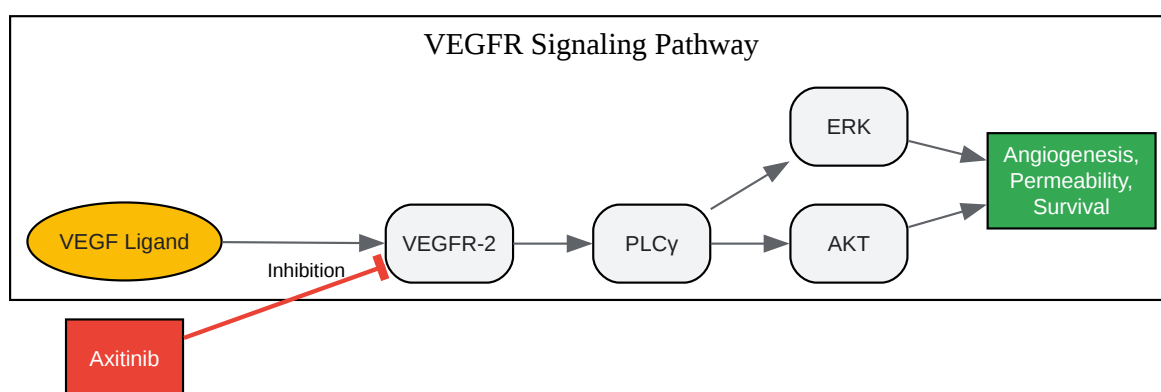 VEGFR Signaling Pathway
ERK
Angiogenesis,
Permeability,
Survival
VEGF Ligand
VEGFR-2
PLCγ
AKT
Inhibition
Axitinib